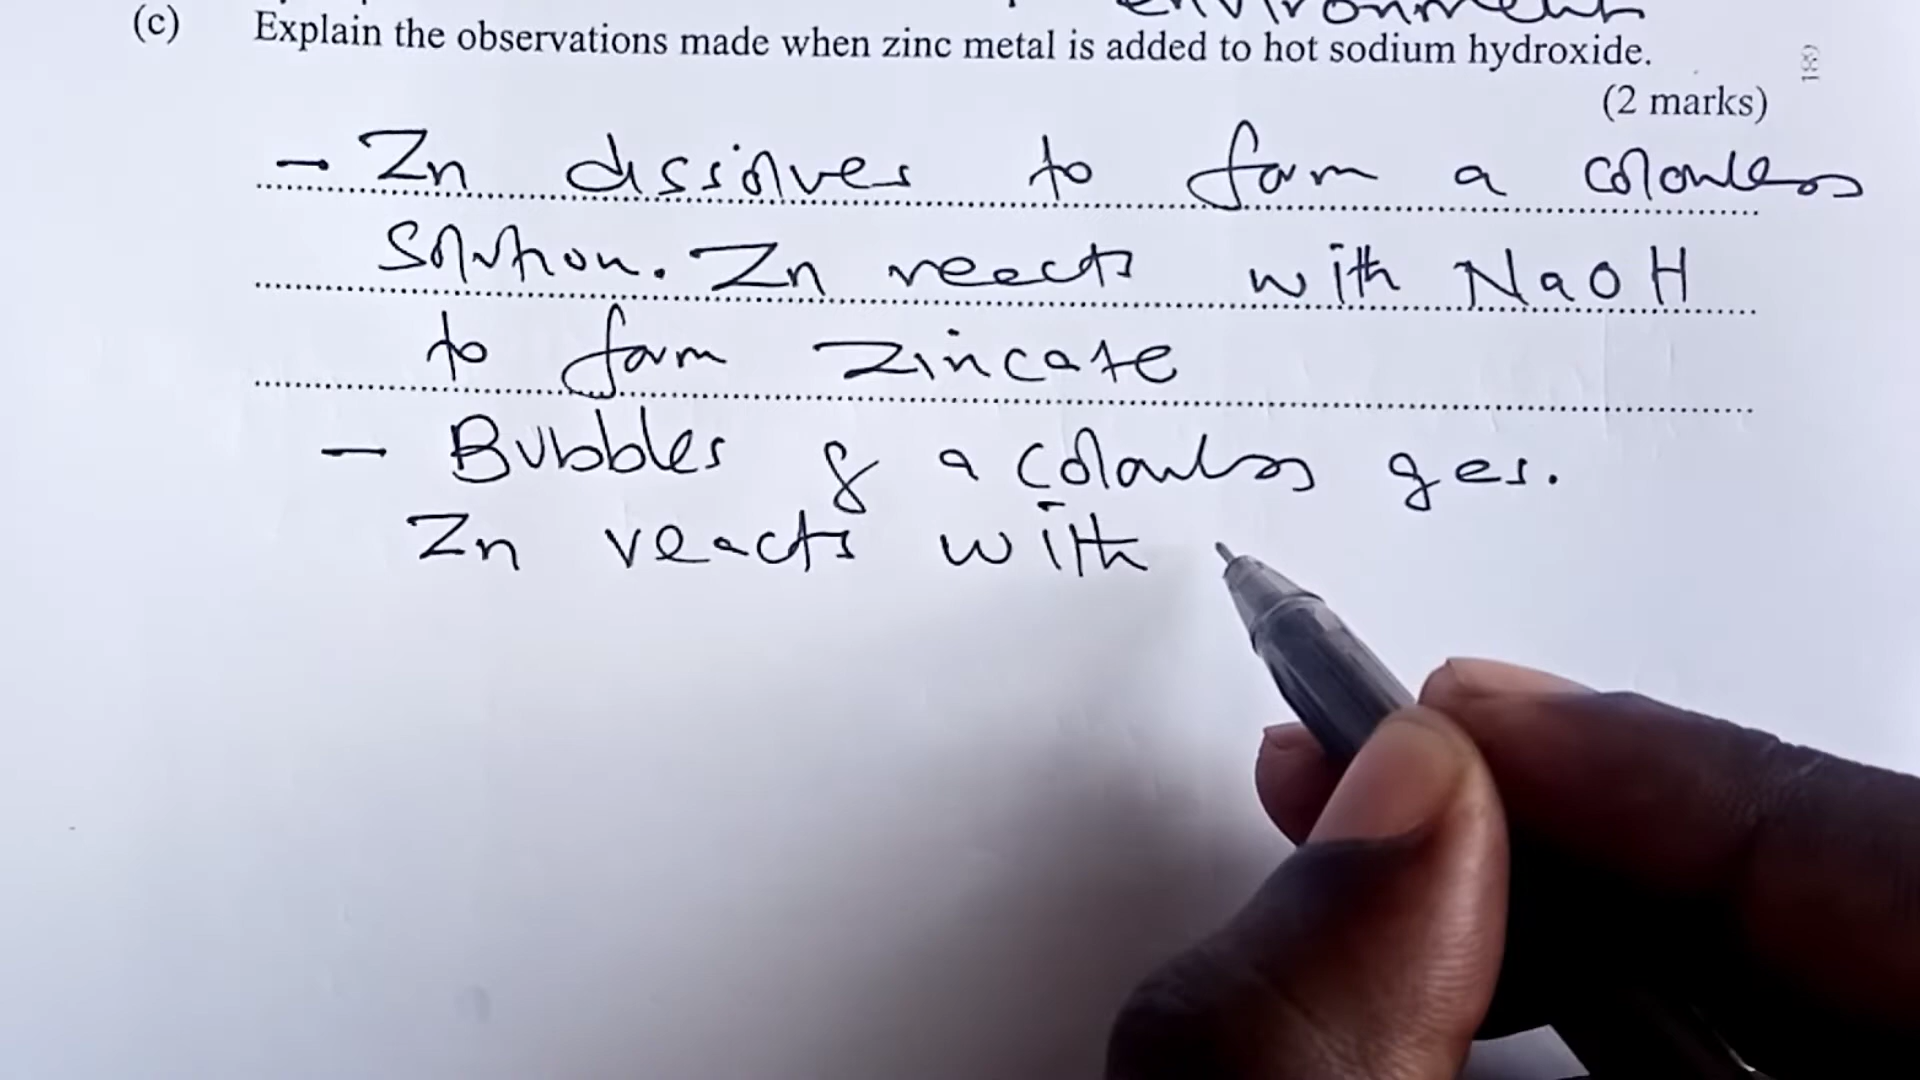 (c) Explain the observations made when zinc metal is added to hot sodium hydroxide.
(2 marks)
- Zn dissolves to form a colourless
solution. Zn reacts with NaOH
to form zincate
- Bubbles of a colourless gas.
Zn reacts with